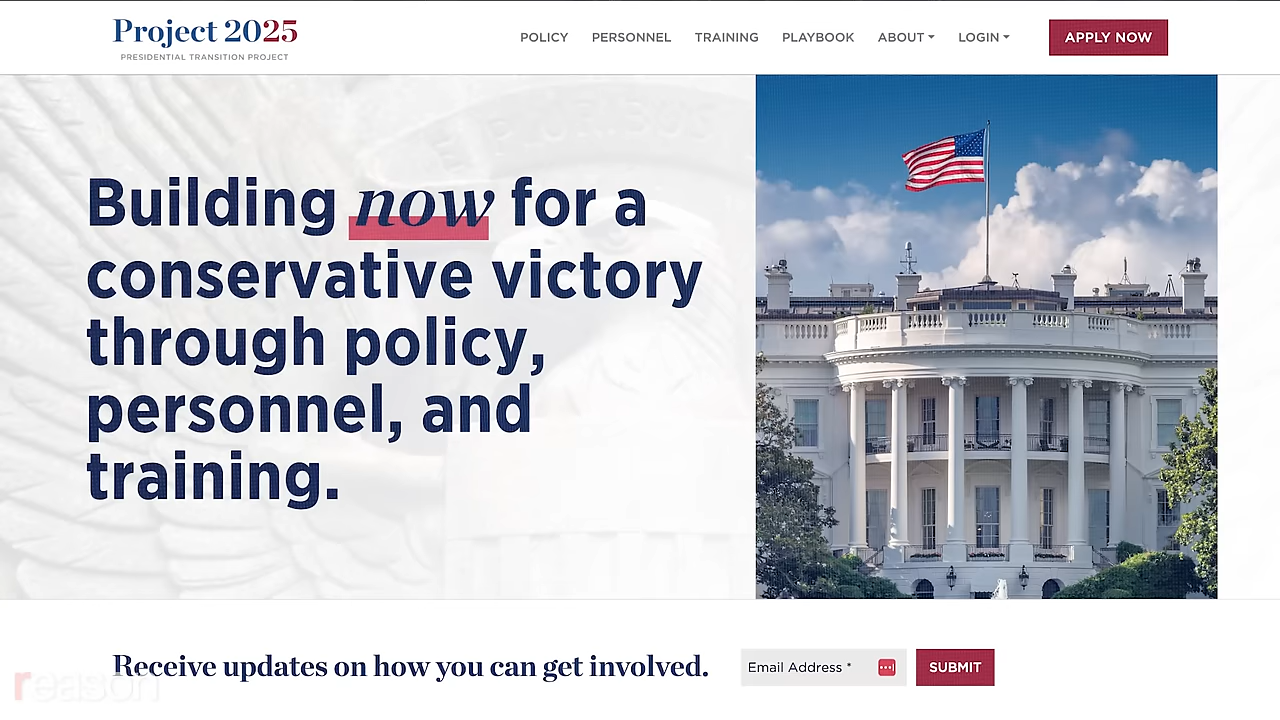 Project 2025
PRESIDENTIAL TRANSITION PROJECT
POLICY PERSONNEL TRAINING PLAYBOOK ABOUT LOGIN APPLY NOW
Building now for a
conservative victory
through policy,
personnel, and
training.
Receive updates on how you can get involved.
Email Address *
SUBMIT
reason